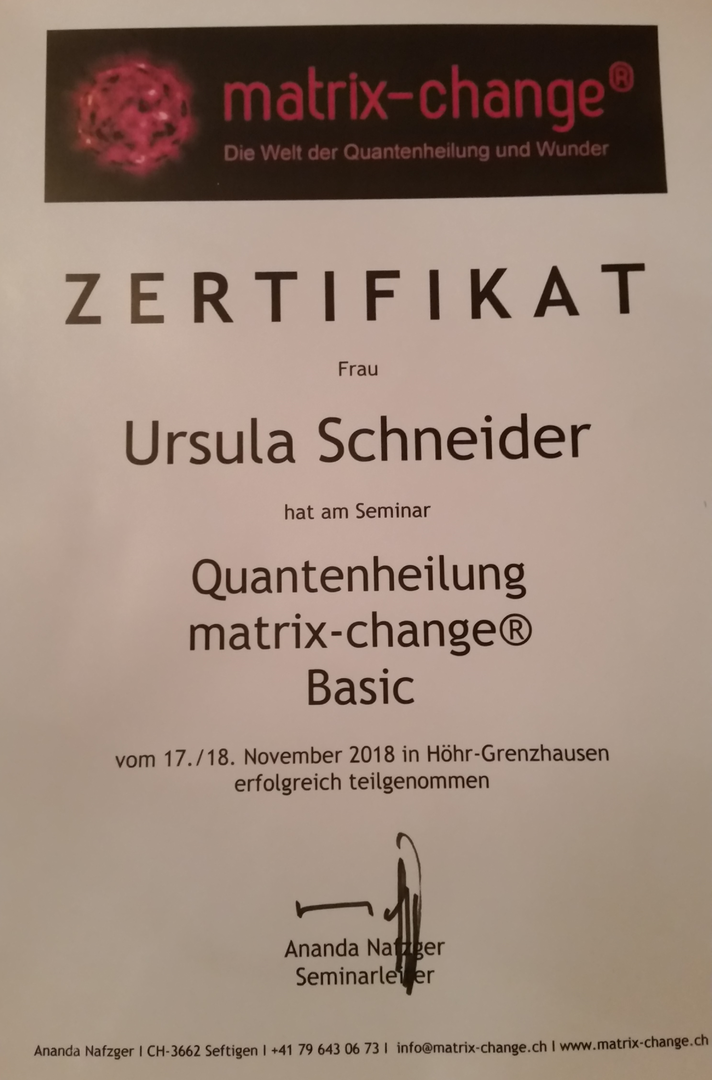 matrix-change®
Die Welt der Quantenheilung und Wunder
ZERTIFIKAT
Frau
Ursula Schneider
hat am Seminar
Quantenheilung
matrix-change®
Basic
vom 17./18. November 2018 in Höhr-Grenzhausen
erfolgreich teilgenommen
Ananda Nafzger
Seminarleiter
Ananda Nafzger I CH-3662 Seftigen I +41 79 643 06 73 I info@matrix-change.ch I www.matrix-change.ch